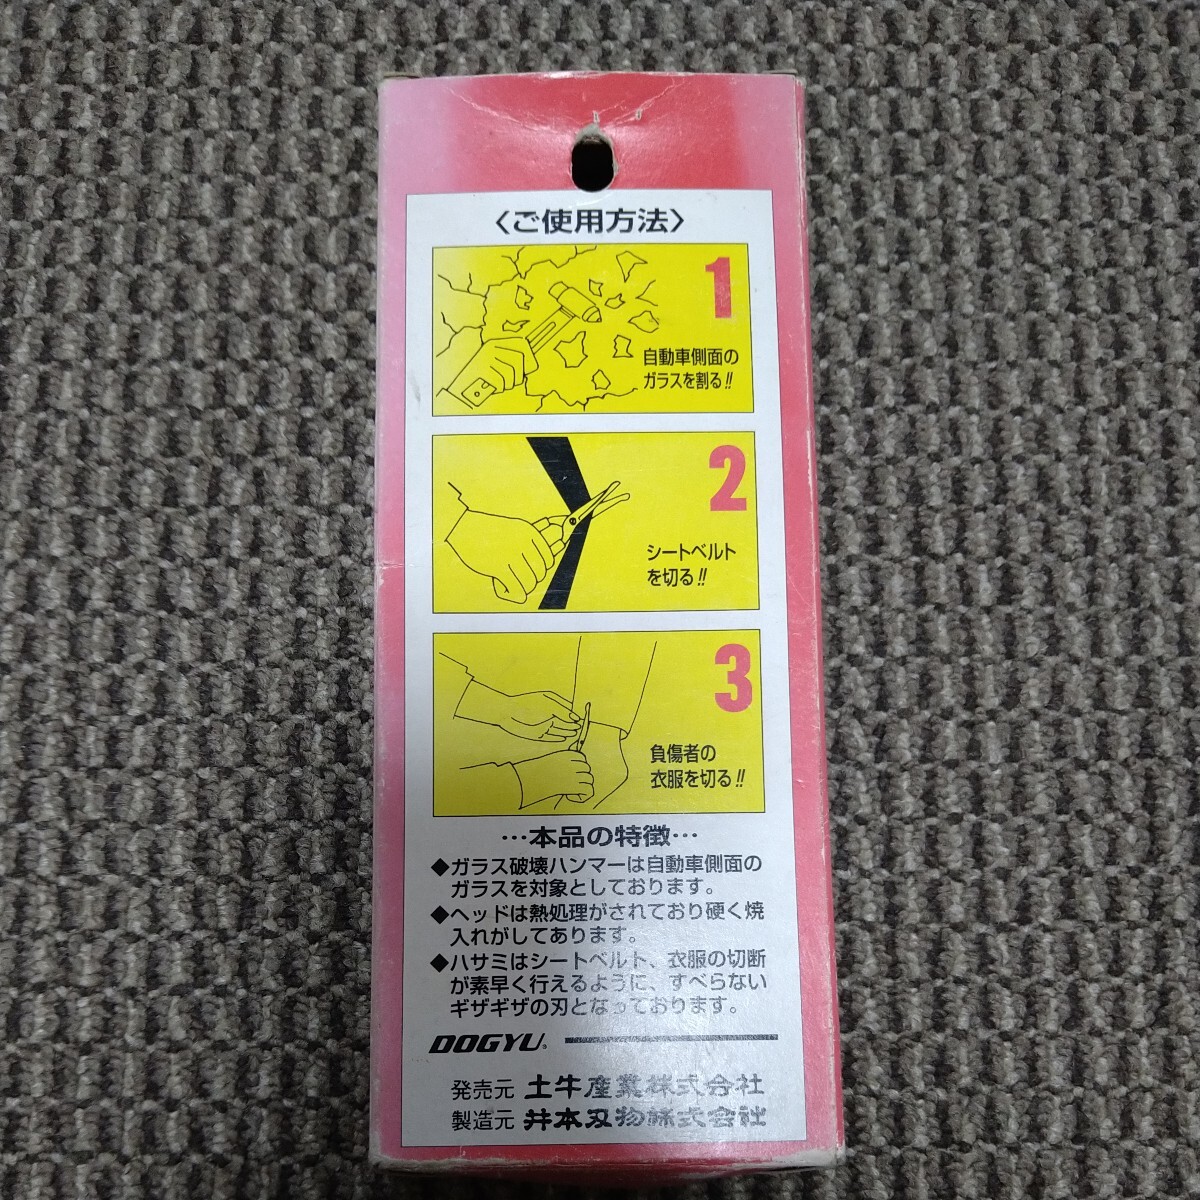 〈ご使用方法〉
1
自動車側面の
ガラスを割る!!
2
シートベルト
を切る!!
3
負傷者の
衣服を切る!!
…本品の特徴…
◆ガラス破壊ハンマーは自動車側面の
ガラスを対象としております。
◆ヘッドは熱処理がされており硬く焼
入れがしてあります。
◆ハサミはシートベルト、衣服の切断
が素早く行えるように、すべらない
ギザギザの刃となっております。
DOGYU
発売元 土牛産業株式会社
製造元 井本刃物株式会社